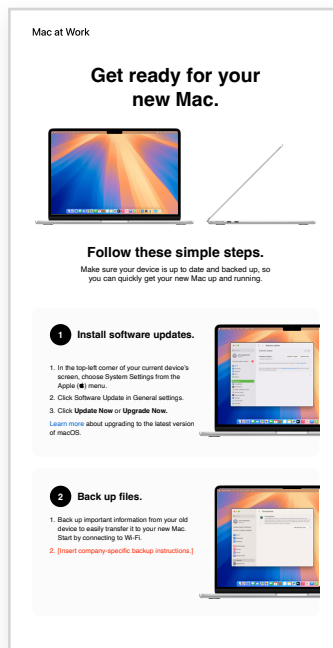 Mac at Work
Get ready for your
new Mac.
Follow these simple steps.
Make sure your device is up to date and backed up, so
you can quickly get your new Mac up and running.
1 Install software updates.
1. In the top-left corner of your current device's
screen, choose System Settings from the
Apple () menu.
2. Click Software Update in General settings.
3. Click Update Now or Upgrade Now.
Learn more about upgrading to the latest version
of macOS.
2 Back up files.
1. Back up important information from your old
device to easily transfer it to your new Mac.
Start by connecting to Wi-Fi.
2. [Insert company-specific backup instructions.]